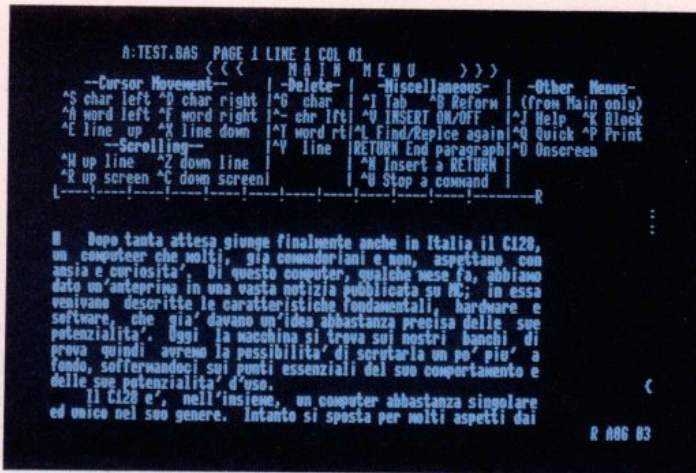 A:TEST.BAS PAGE 1 LINE 1 COL 01
< < < M A I N M E N U > > >
--Cursor Movement-- | -Delete- | -Miscellaneous- | -Other Menus-
^S char left ^D char right |^G char | ^I Tab ^B Reform | (from Main only)
^A word left ^F word right |^~ chr lft| ^V INSERT ON/OFF |^J Help ^K Block
^E line up ^X line down |^T word rt|^L Find/Replce again|^Q Quick ^P Print
--Scrolling-- |^Y line |RETURN End paragraph|^O Onscreen
^W up line ^Z down line | | ^N Insert a RETURN |
^R up screen ^C down screen| | ^U Stop a command |
L----!----!----!----!----!----!----!----!----!----!--------R
Dopo tanta attesa giunge finalmente anche in Italia il C128,
un computeer che molti, gia commodoriani e non, aspettano con
ansia e curiosita'. Di questo computer, qualche mese fa, abbiamo
dato un'anteprima in una vasta notizia pubblicata su MC; in essa
venivano descritte le caratteristiche fondamentali, hardware e
software, che gia' davano un'idea abbastanza precisa delle sue
potenzialita'. Oggi la macchina si trova sui nostri banchi di
prova quindi avremo la possibilita' di scrutarla un po' piu' a
fondo, soffermandoci sui punti essenziali del suo comportamento e
delle sue potenzialita' d'uso.
Il C128 e', nell'insieme, un computer abbastanza singolare
ed unico nel suo genere. Intanto si sposta per molti aspetti dai
R A06 03